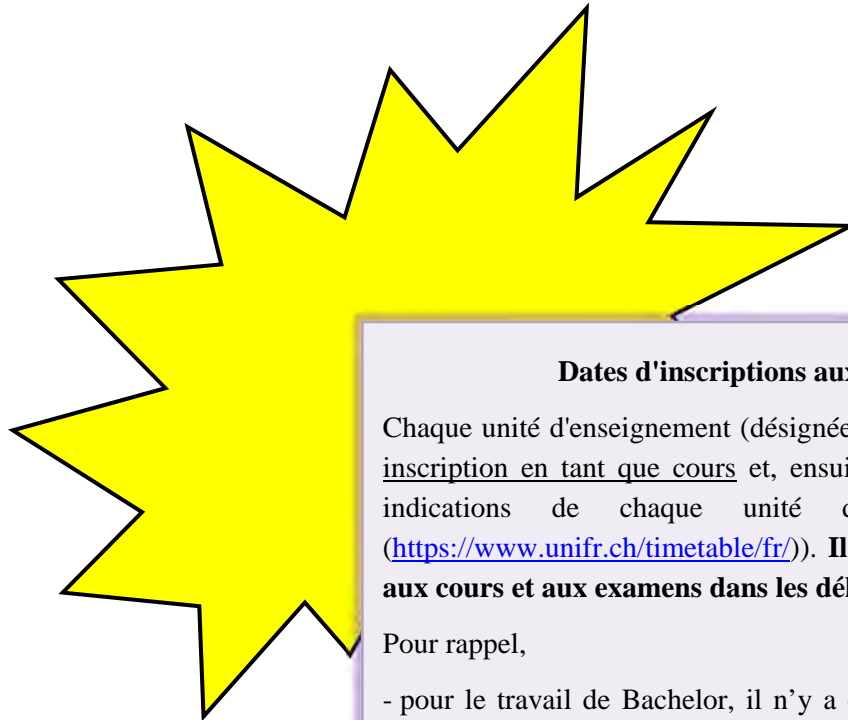 Dates d'inscriptions aux
Chaque unité d'enseignement (désignée
inscription en tant que cours et, ensui
indications de chaque unité
(https://www.unifr.ch/timetable/fr/)). Il
aux cours et aux examens dans les dél
Pour rappel,
- pour le travail de Bachelor, il n’y a